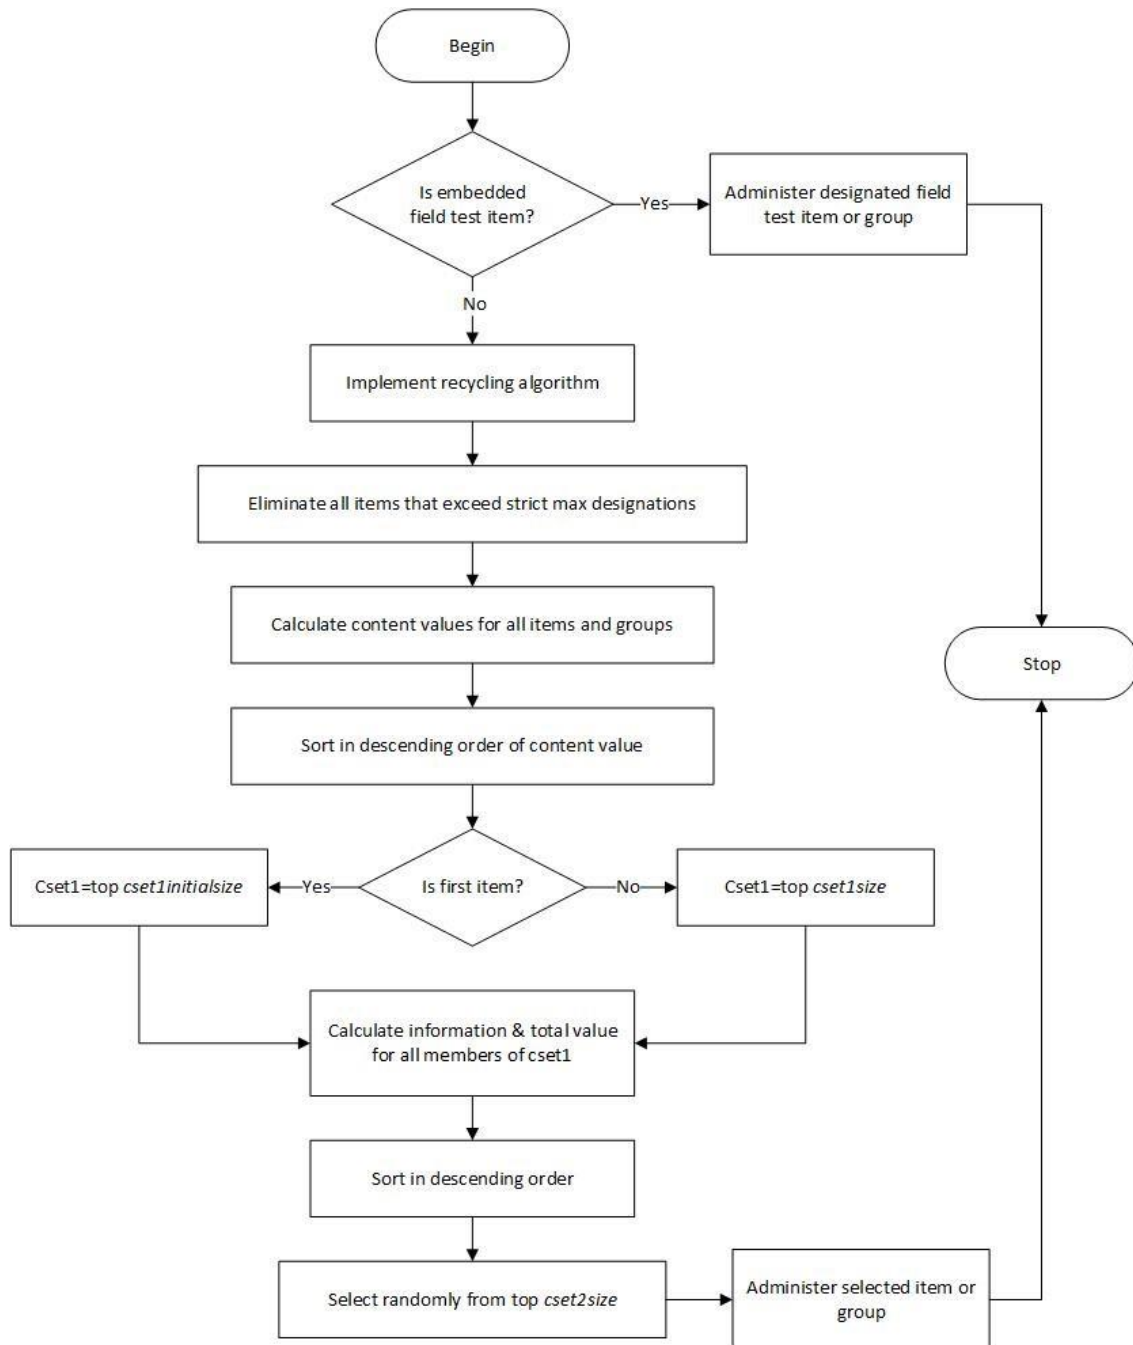 Begin
Is embedded
field test item?
Yes
Administer designated field
test item or group
No
Implement recycling algorithm
Eliminate all items that exceed strict max designations
Calculate content values for all items and groups
Stop
Sort in descending order of content value
Cset1=top cset1initialsize
Yes
Is first item?
No
Cset1=top cset1size
Calculate information & total value
for all members of cset1
Sort in descending order
Select randomly from top cset2size
Administer selected item or
group